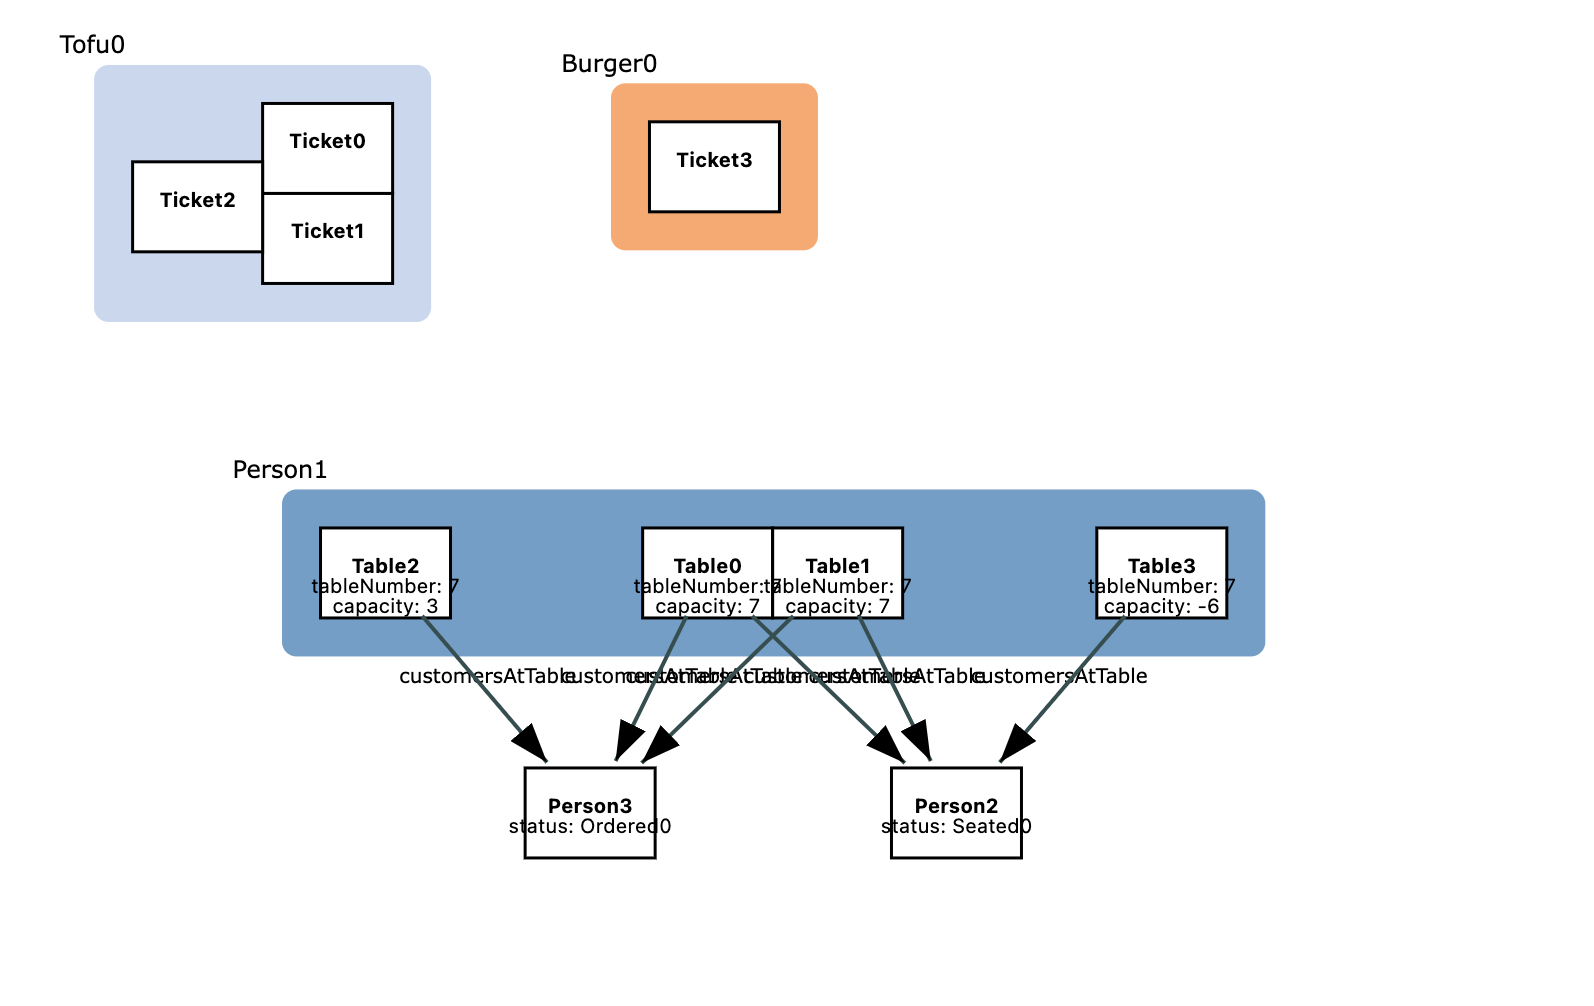 Tofu0
Burger0
Ticket0
Ticket3
Ticket2
Ticket1
Person1
Table2
tableNumber: 7
capacity: 3
Table0
tableNumber: 7
capacity: 7
Table1
tableNumber: 7
capacity: 7
Table3
tableNumber: 7
capacity: -6
customersAtTable
customersAtTable
customersAtTable
customersAtTable
customersAtTable
customersAtTable
Person3
status: Ordered0
Person2
status: Seated0